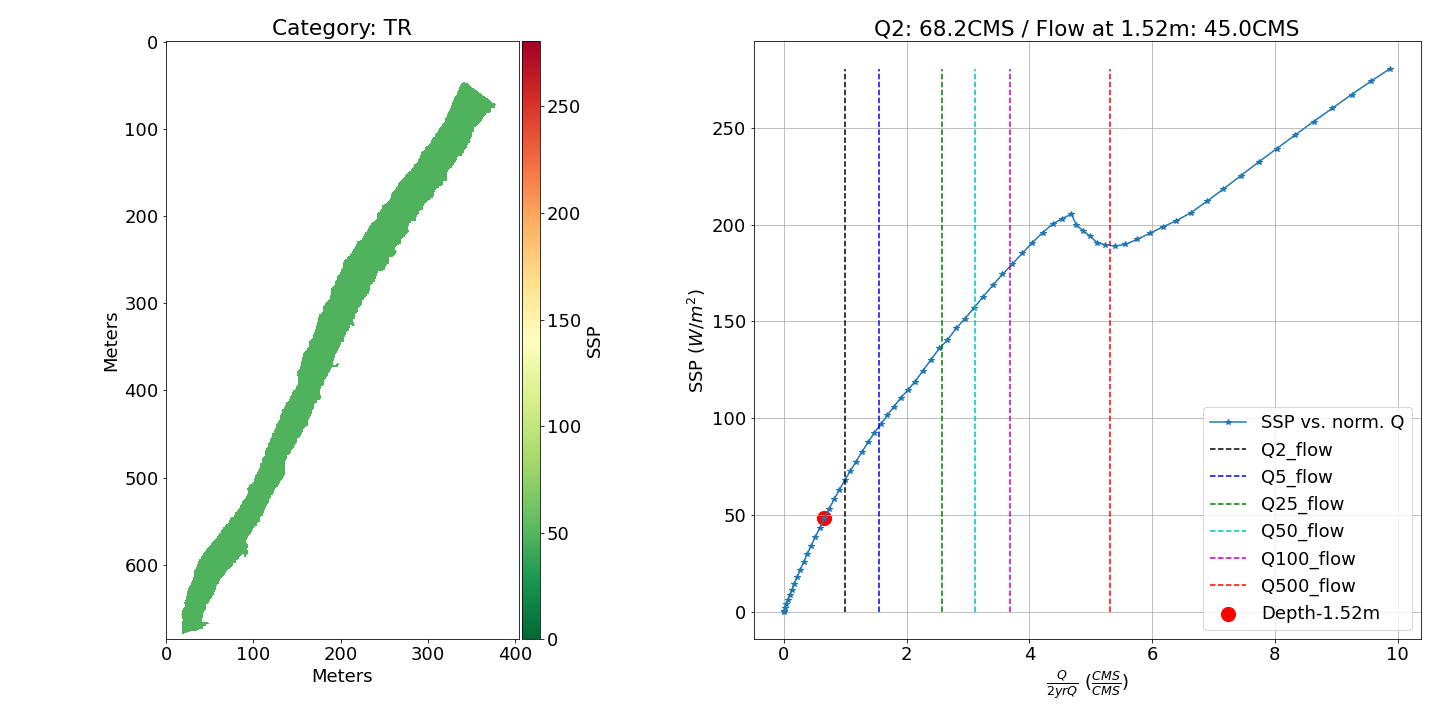 Category: TR
0
100
200
300
400
500
600
Meters
0
100
200
300
400
Meters
250
200
150
100
50
0
SSP
Q2: 68.2CMS / Flow at 1.52m: 45.0CMS
250
200
150
100
50
0
SSP (W/m²)
0
2
4
6
8
10
Q/2yrQ (CMS/CMS)
SSP vs. norm. Q
Q2_flow
Q5_flow
Q25_flow
Q50_flow
Q100_flow
Q500_flow
Depth-1.52m